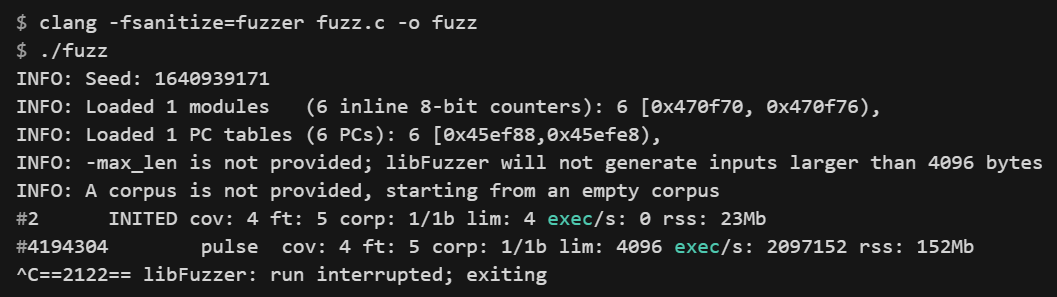 $ clang -fsanitize=fuzzer fuzz.c -o fuzz
$ ./fuzz
INFO: Seed: 1640939171
INFO: Loaded 1 modules   (6 inline 8-bit counters): 6 [0x470f70, 0x470f76),
INFO: Loaded 1 PC tables (6 PCs): 6 [0x45ef88,0x45efe8),
INFO: -max_len is not provided; libFuzzer will not generate inputs larger than 4096 bytes
INFO: A corpus is not provided, starting from an empty corpus
#2      INITED cov: 4 ft: 5 corp: 1/1b lim: 4 exec/s: 0 rss: 23Mb
#4194304        pulse  cov: 4 ft: 5 corp: 1/1b lim: 4096 exec/s: 2097152 rss: 152Mb
^C==2122== libFuzzer: run interrupted; exiting